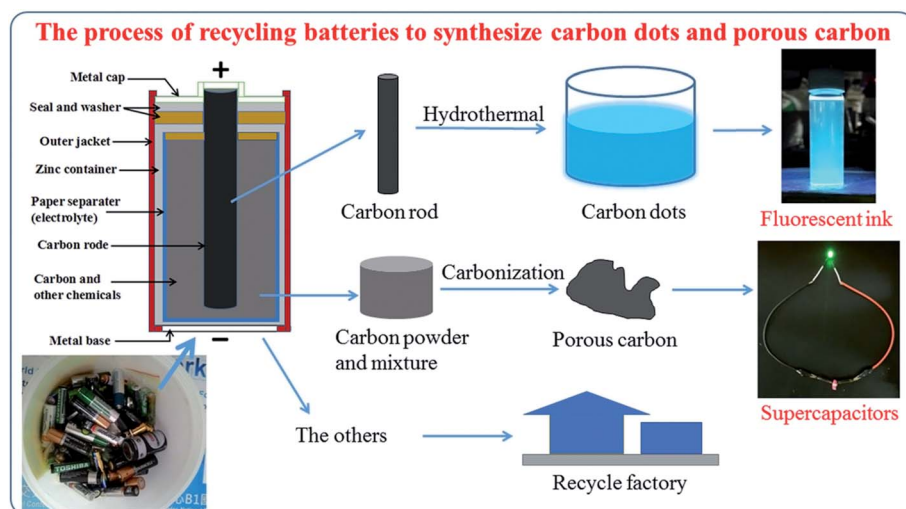 The process of recycling batteries to synthesize carbon dots and porous carbon
+
Metal cap
Seal and washer
Outer jacket
Zinc container
Paper separater
(electrolyte)
Carbon rode
Carbon and
other chemicals
Metal base
−
Carbon rod
Hydrothermal
Carbon dots
Fluorescent ink
Carbon powder
and mixture
Carbonization
Porous carbon
Supercapacitors
The others
Recycle factory
TOSHIBA